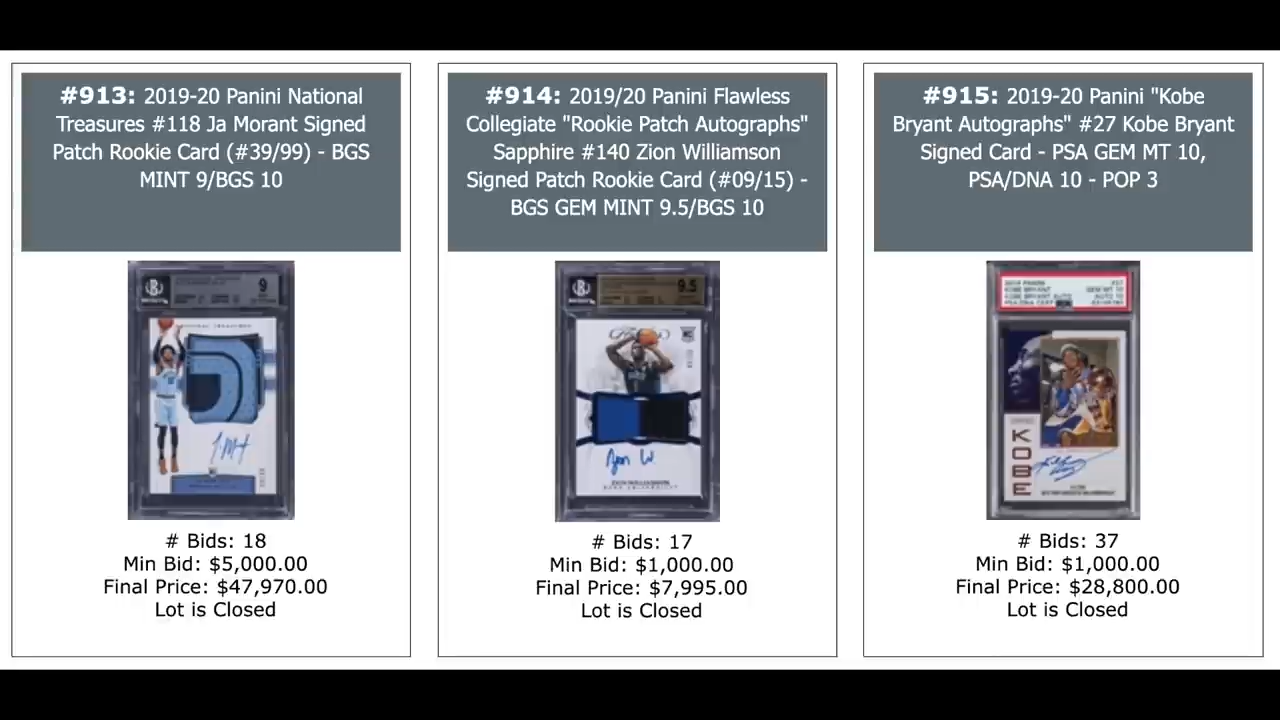 #913: 2019-20 Panini National
Treasures #118 Ja Morant Signed
Patch Rookie Card (#39/99) - BGS
MINT 9/BGS 10
9
# Bids: 18
Min Bid: $5,000.00
Final Price: $47,970.00
Lot is Closed
#914: 2019/20 Panini Flawless
Collegiate "Rookie Patch Autographs"
Sapphire #140 Zion Williamson
Signed Patch Rookie Card (#09/15) -
BGS GEM MINT 9.5/BGS 10
9.5
# Bids: 17
Min Bid: $1,000.00
Final Price: $7,995.00
Lot is Closed
#915: 2019-20 Panini "Kobe
Bryant Autographs" #27 Kobe Bryant
Signed Card - PSA GEM MT 10,
PSA/DNA 10 - POP 3
KOBE
# Bids: 37
Min Bid: $1,000.00
Final Price: $28,800.00
Lot is Closed